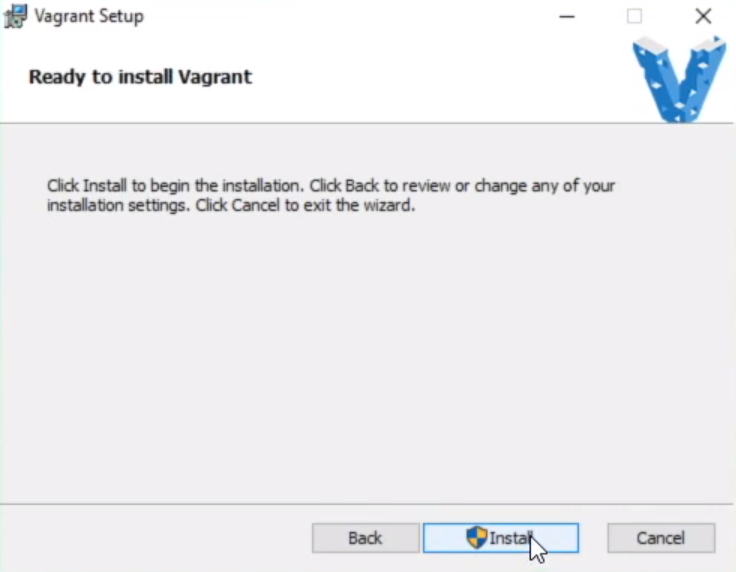 Vagrant Setup
Ready to install Vagrant
Click Install to begin the installation. Click Back to review or change any of your
installation settings. Click Cancel to exit the wizard.
Back
Install
Cancel